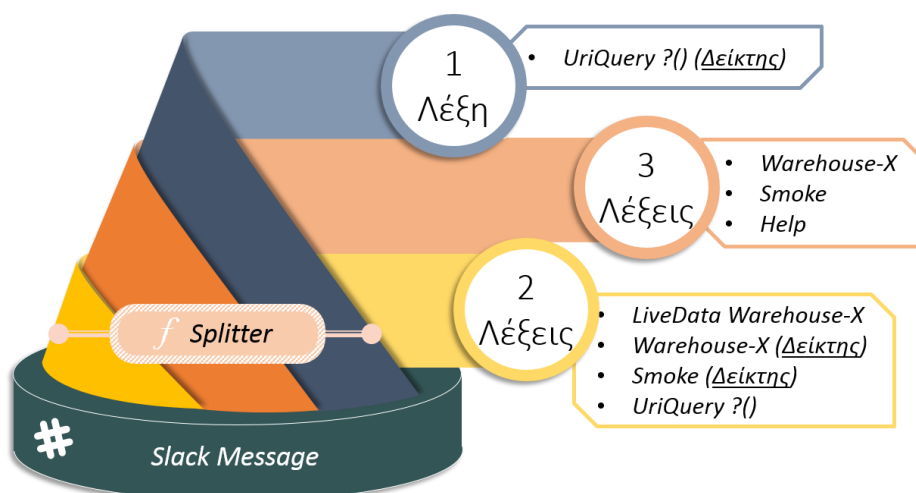 1
Λέξη
• UriQuery ?() (Δείκτης)
3
Λέξεις
• Warehouse-X
• Smoke
• Help
2
Λέξεις
• LiveData Warehouse-X
• Warehouse-X (Δείκτης)
• Smoke (Δείκτης)
• UriQuery ?()
f Splitter
# Slack Message